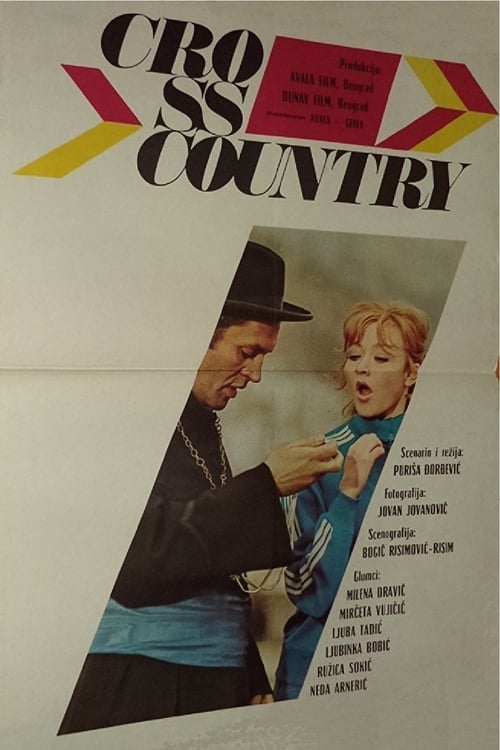 CRO
SS
COUNTRY
Produkcija:
AVALA FILM, Beograd
DUNAV FILM, Beograd
AVALA - GENEX
Scenario i režija:
PURIŠA ĐORĐEVIĆ
Fotografija:
JOVAN JOVANOVIĆ
Scenografija:
BOGIĆ RISIMOVIĆ-RISIM
Glumci:
MILENA DRAVIĆ
MIRČETA VUJIČIĆ
LJUBA TADIĆ
LJUBINKA BOBIĆ
RUŽICA SOKIĆ
NEDA ARNERIĆ